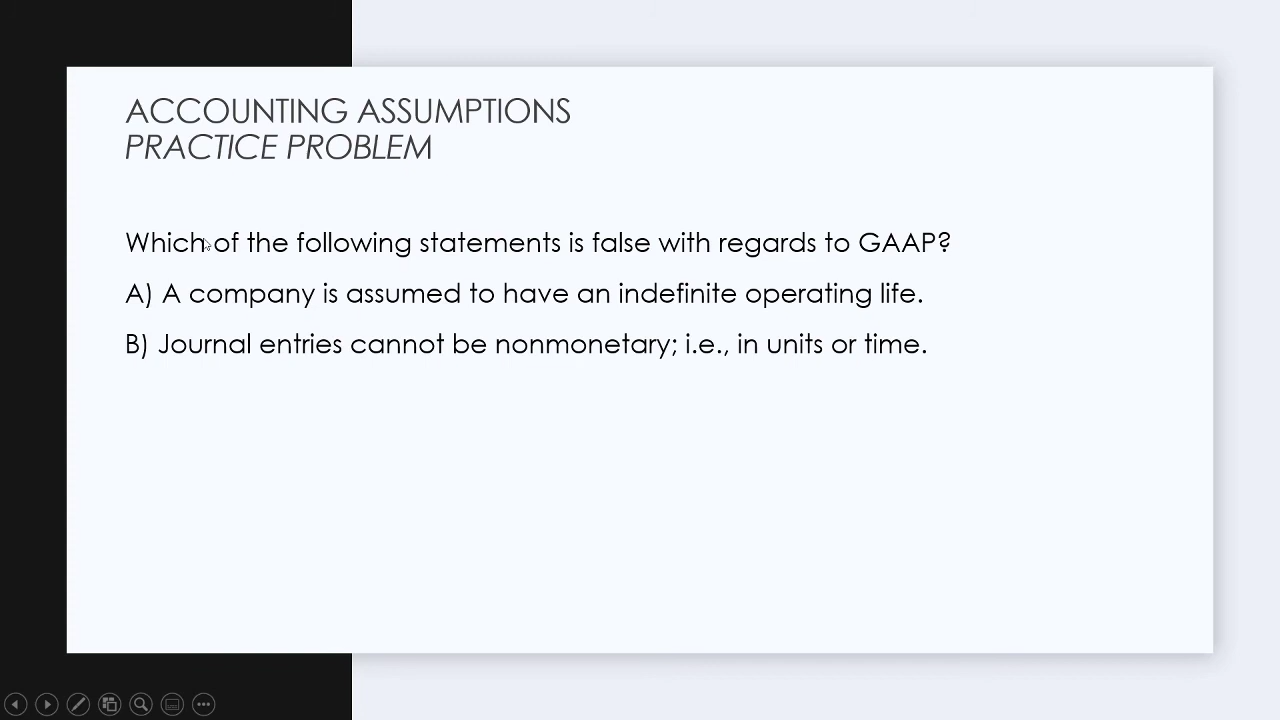 ACCOUNTING ASSUMPTIONS
PRACTICE PROBLEM
Which of the following statements is false with regards to GAAP?
A) A company is assumed to have an indefinite operating life.
B) Journal entries cannot be nonmonetary; i.e., in units or time.